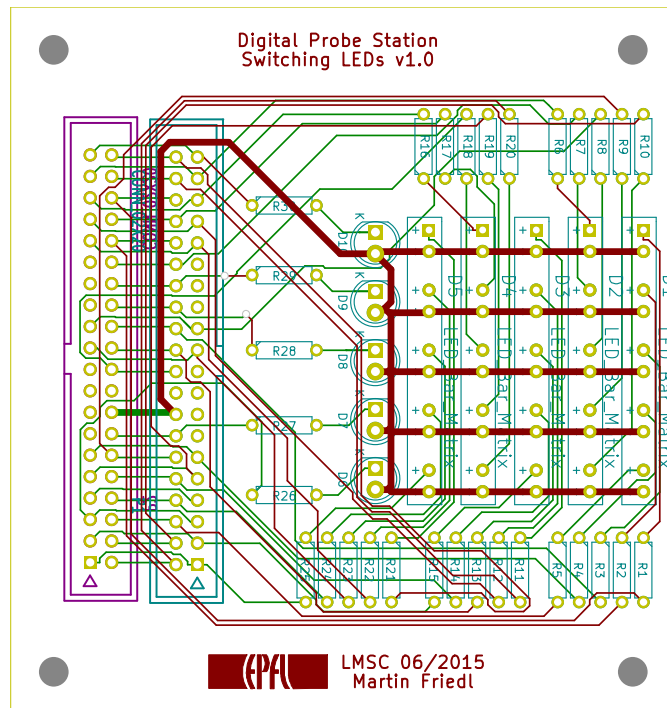 Digital Probe Station
Switching LEDs v1.0
R16
R17
R18
R19
R20
R6
R7
R8
R9
R10
K
D10
R29
K
D9
R28
K
D8
R27
K
D7
R26
K
D5
D4
D3
D2
D1
LED_Bar_Matrix
LED_Bar_Matrix
LED_Bar_Matrix
LED_Bar_Matrix
R25
R24
R23
R22
R21
R15
R14
R13
R12
R11
R5
R4
R3
R2
R1
EPFL
LMSC 06/2015
Martin Friedl